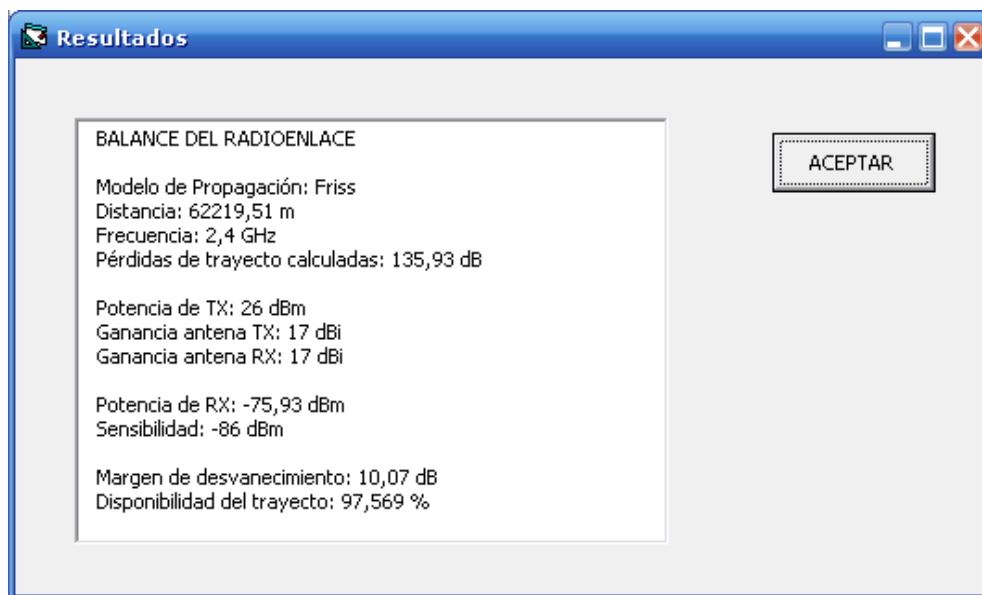 Resultados
BALANCE DEL RADIOENLACE
Modelo de Propagación: Friss
Distancia: 62219,51 m
Frecuencia: 2,4 GHz
Pérdidas de trayecto calculadas: 135,93 dB
Potencia de TX: 26 dBm
Ganancia antena TX: 17 dBi
Ganancia antena RX: 17 dBi
Potencia de RX: -75,93 dBm
Sensibilidad: -86 dBm
Margen de desvanecimiento: 10,07 dB
Disponibilidad del trayecto: 97,569 %
ACEPTAR